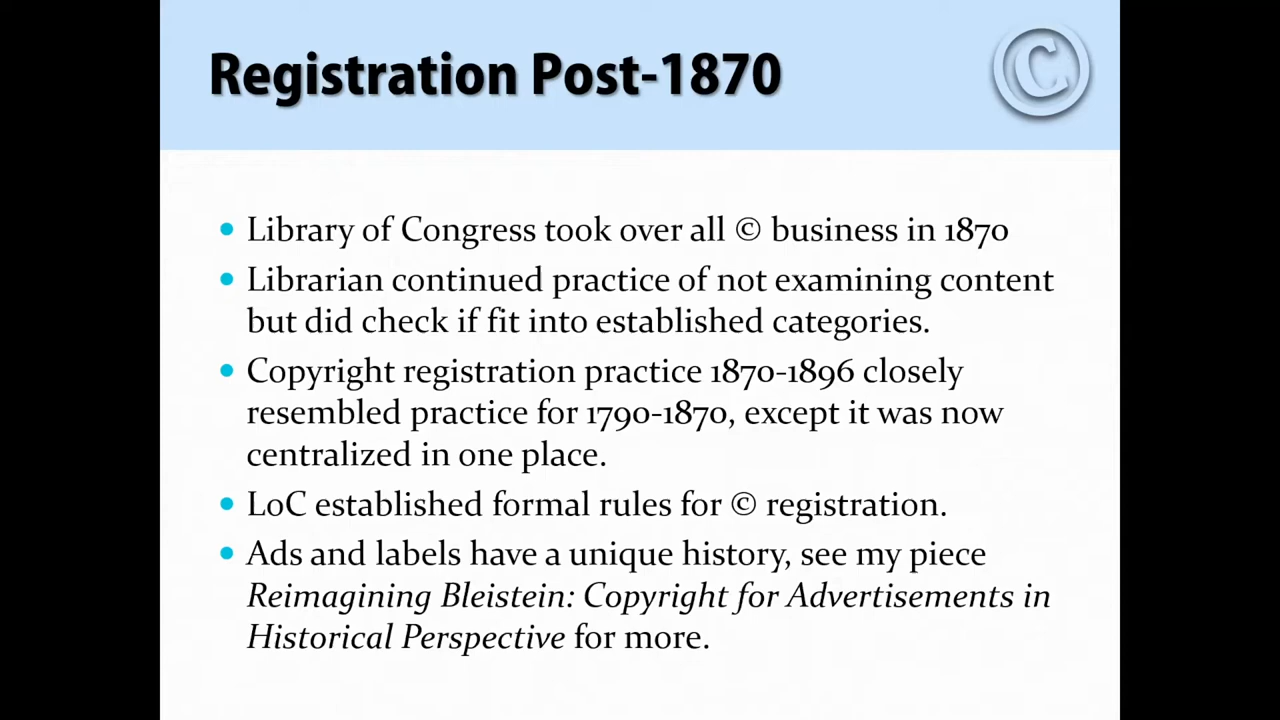 Registration Post-1870
©
• Library of Congress took over all © business in 1870
• Librarian continued practice of not examining content
but did check if fit into established categories.
• Copyright registration practice 1870-1896 closely
resembled practice for 1790-1870, except it was now
centralized in one place.
• LoC established formal rules for © registration.
• Ads and labels have a unique history, see my piece
Reimagining Bleistein: Copyright for Advertisements in
Historical Perspective for more.